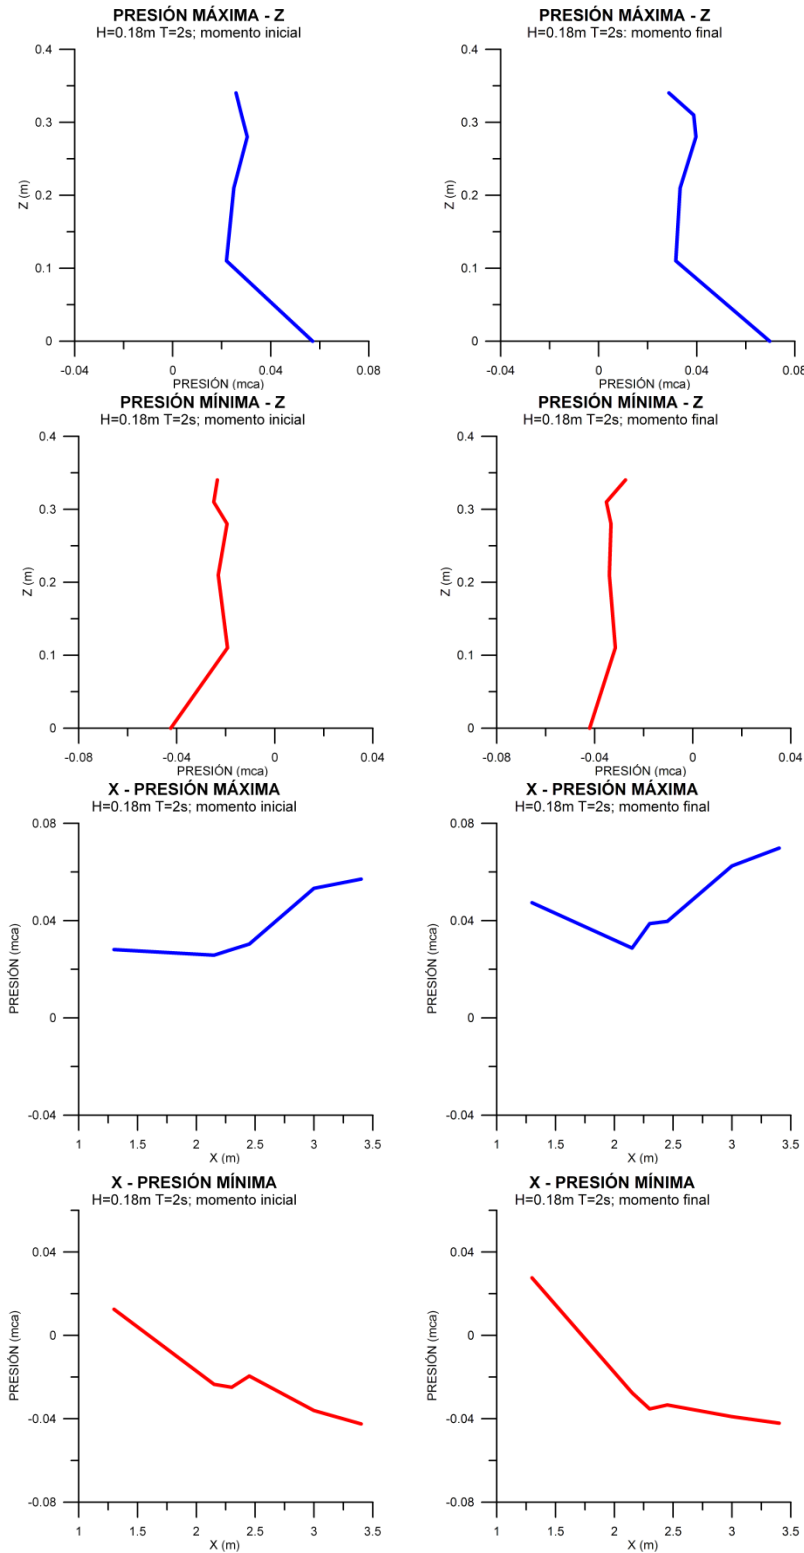 PRESIÓN MÁXIMA - Z
H=0.18m T=2s; momento inicial
0.4
0.3
0.2
0.1
0
Z (m)
-0.04 0 0.04 0.08
PRESIÓN (mca)
PRESIÓN MÁXIMA - Z
H=0.18m T=2s: momento final
0.4
0.3
0.2
0.1
0
Z (m)
-0.04 0 0.04 0.08
PRESIÓN (mca)
PRESIÓN MÍNIMA - Z
H=0.18m T=2s; momento inicial
0.4
0.3
0.2
0.1
0
Z (m)
-0.08 -0.04 0 0.04
PRESIÓN (mca)
PRESIÓN MÍNIMA - Z
H=0.18m T=2s; momento final
0.4
0.3
0.2
0.1
0
Z (m)
-0.08 -0.04 0 0.04
PRESIÓN (mca)
X - PRESIÓN MÁXIMA
H=0.18m T=2s; momento inicial
0.08
0.04
0
-0.04
PRESIÓN (mca)
1 1.5 2 2.5 3 3.5
X (m)
X - PRESIÓN MÁXIMA
H=0.18m T=2s; momento final
0.08
0.04
0
-0.04
PRESIÓN (mca)
1 1.5 2 2.5 3 3.5
X (m)
X - PRESIÓN MÍNIMA
H=0.18m T=2s; momento inicial
0.04
0
-0.04
-0.08
PRESIÓN (mca)
1 1.5 2 2.5 3 3.5
X (m)
X - PRESIÓN MÍNIMA
H=0.18m T=2s; momento final
0.04
0
-0.04
-0.08
PRESIÓN (mca)
1 1.5 2 2.5 3 3.5
X (m)